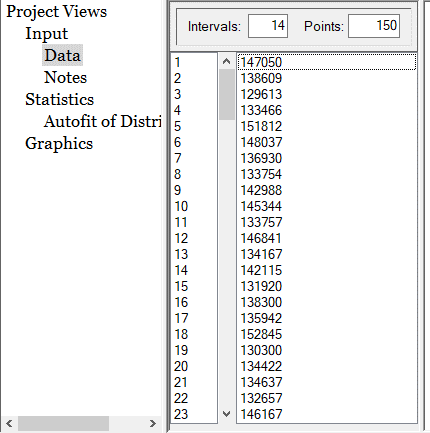 Project Views
Input
Data
Notes
Statistics
Autofit of Distri
Graphics
Intervals: 14 Points: 150
1 147050
2 138609
3 129613
4 133466
5 151812
6 148037
7 136930
8 133754
9 142988
10 145344
11 133757
12 146841
13 134167
14 142115
15 131920
16 138300
17 135942
18 152845
19 130300
20 134422
21 134637
22 132657
23 146167